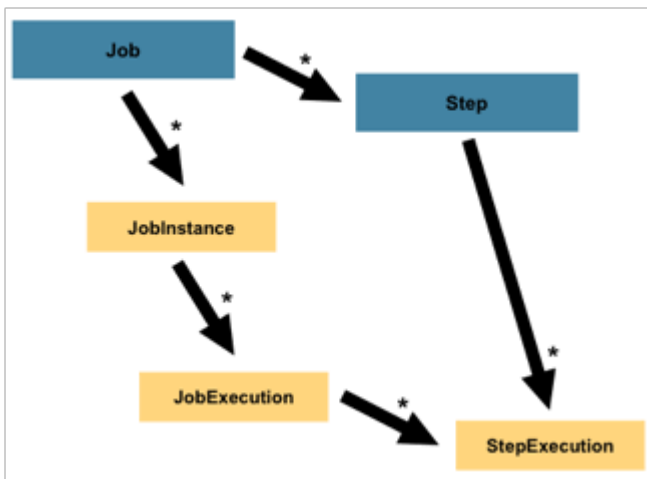 Job
*
Step
*
JobInstance
*
*
JobExecution
*
StepExecution